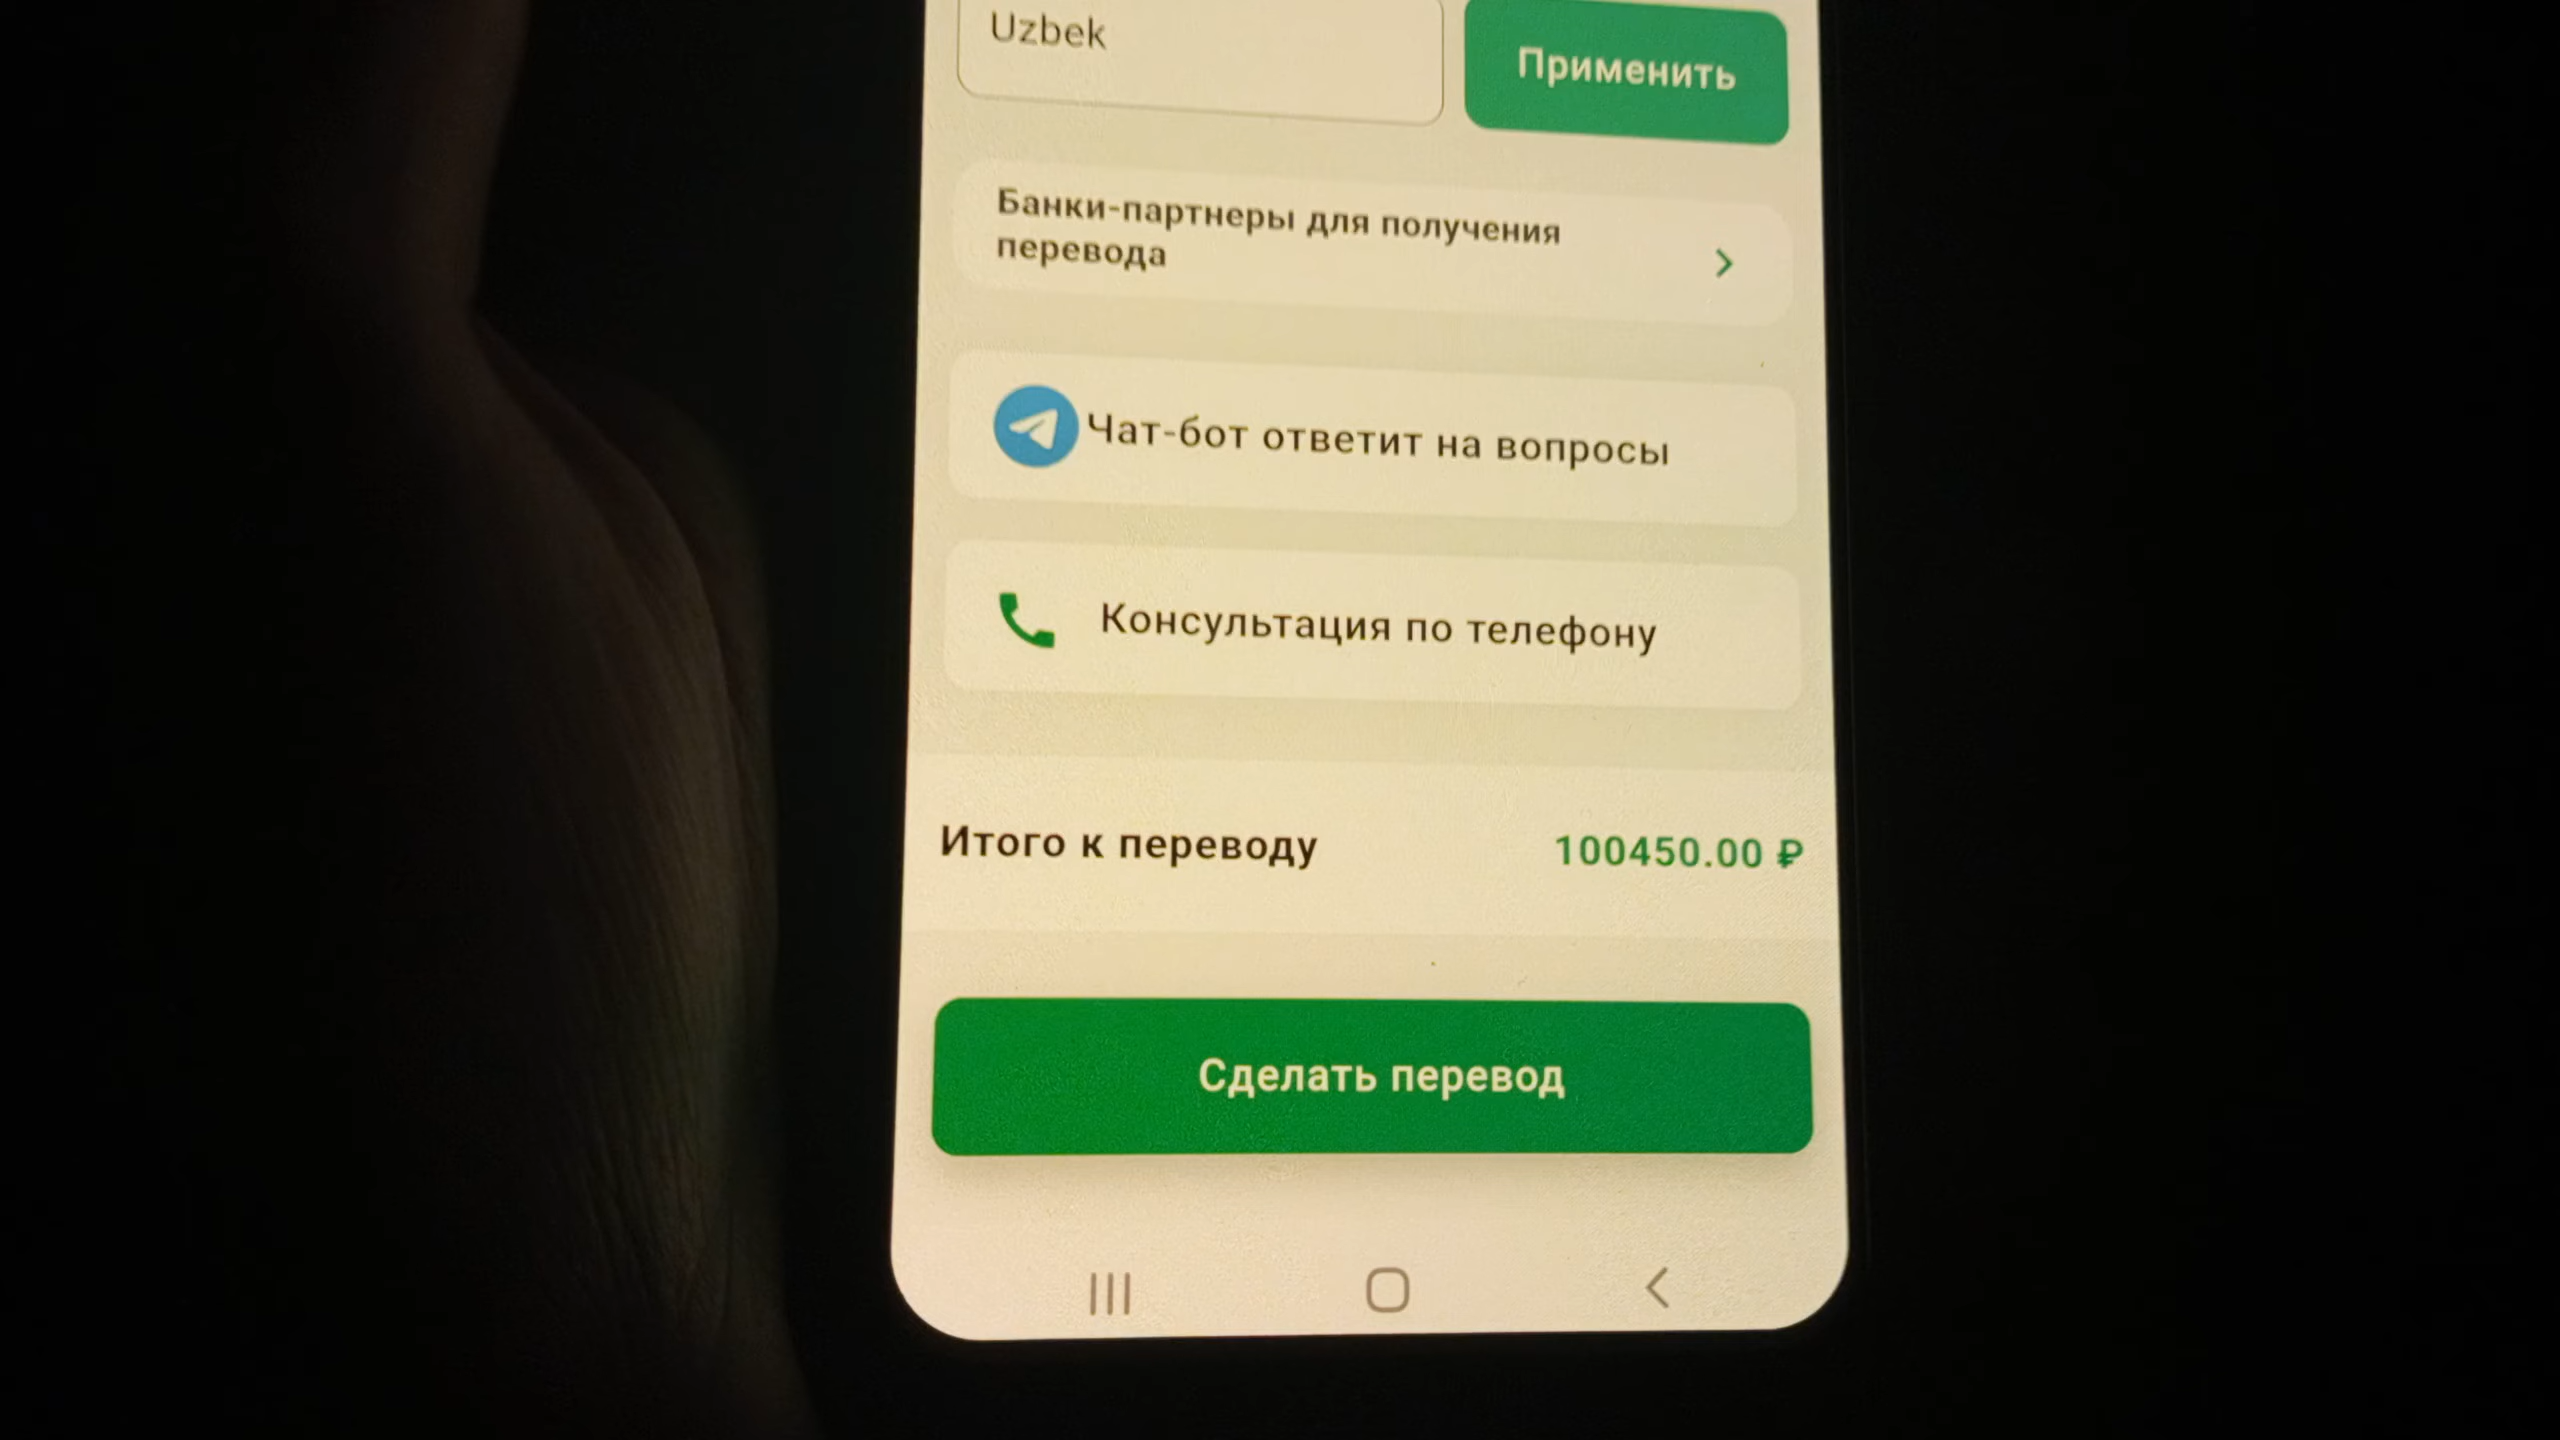 Uzbek
Применить
Банки-партнеры для получения
перевода
Чат-бот ответит на вопросы
Консультация по телефону
Итого к переводу
100450.00 ₽
Сделать перевод